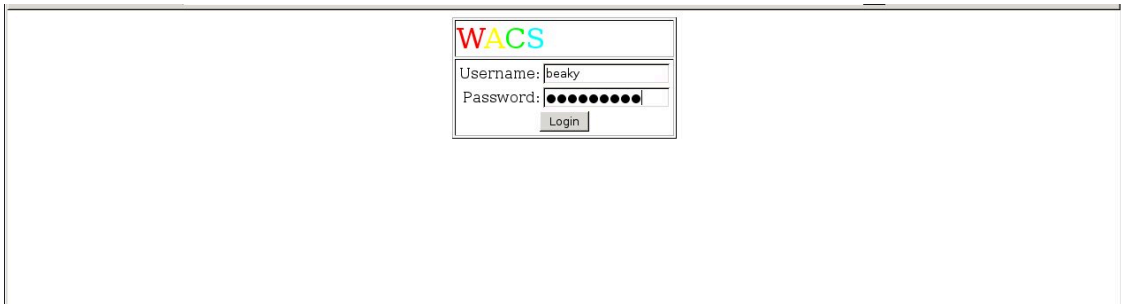 WACS
Username: beaky
Password: ●●●●●●●●●
Login